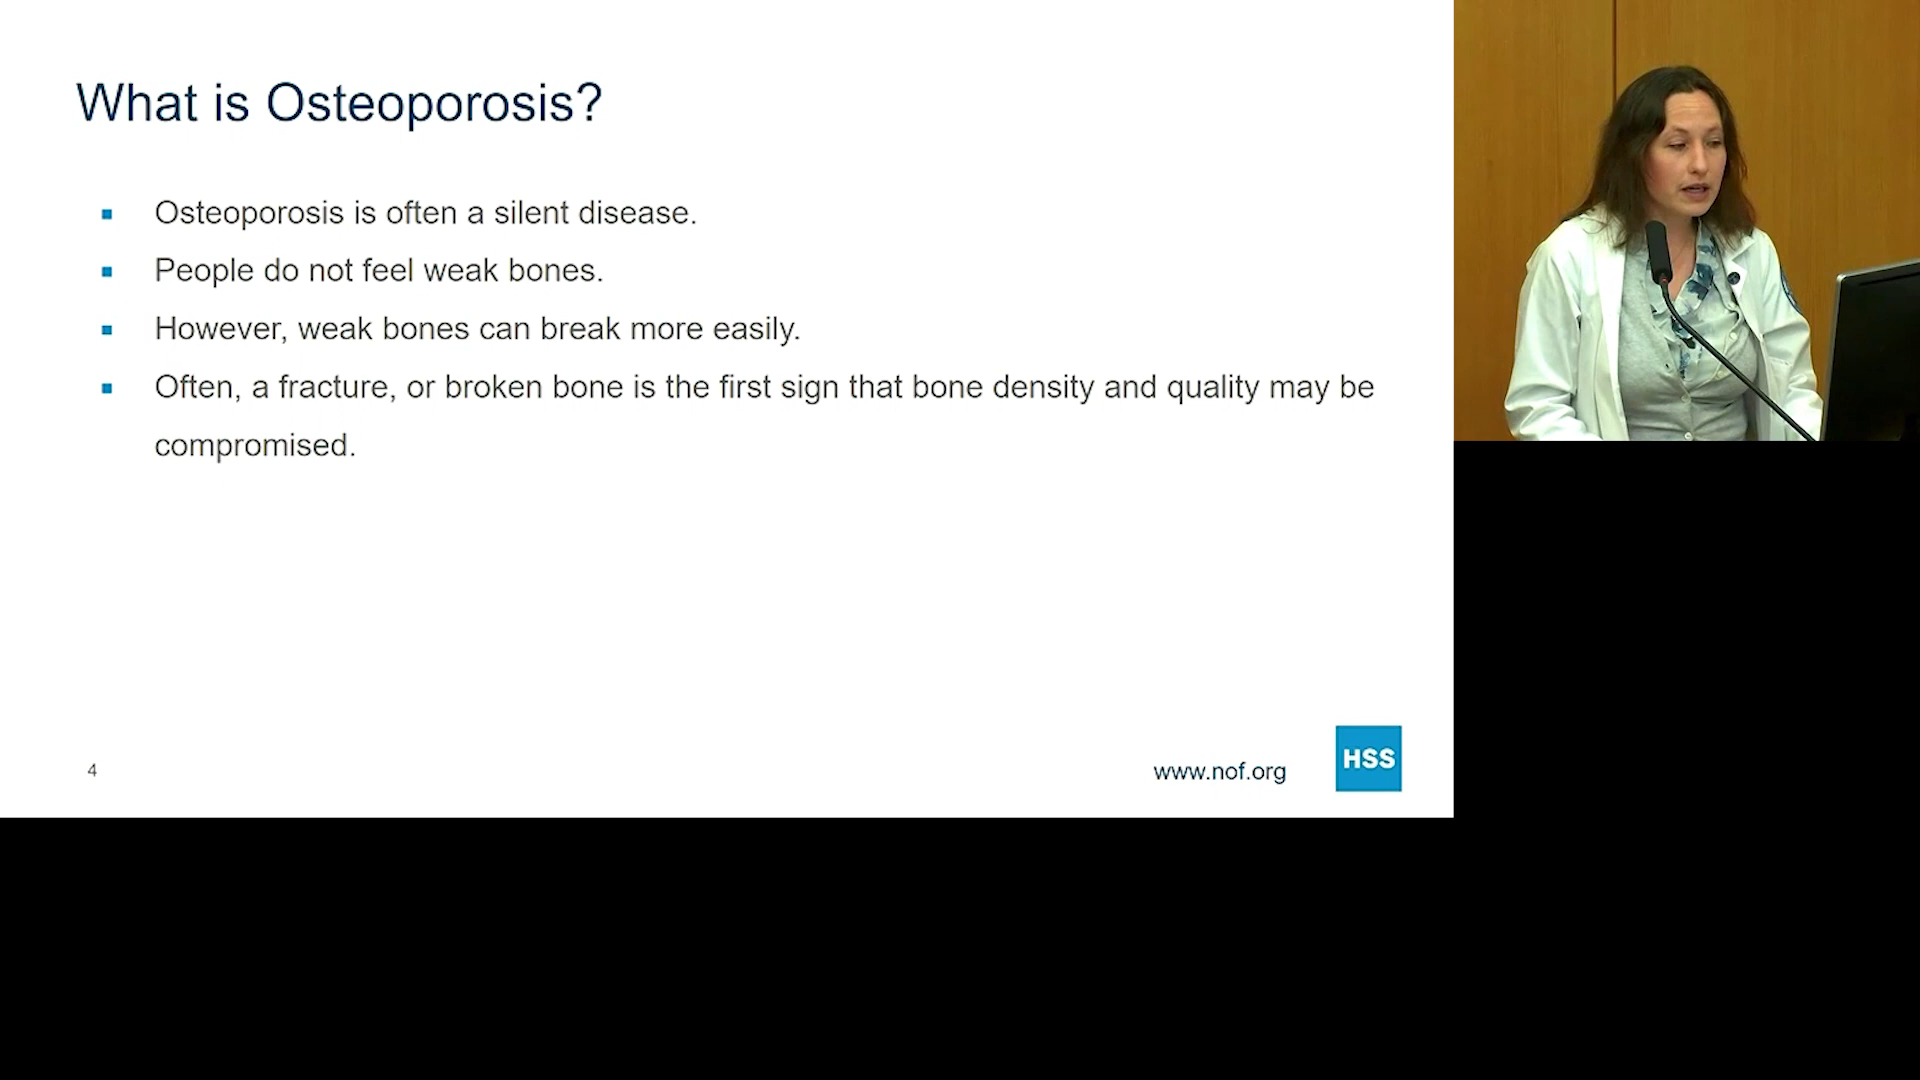 What is Osteoporosis?
Osteoporosis is often a silent disease.
People do not feel weak bones.
However, weak bones can break more easily.
Often, a fracture, or broken bone is the first sign that bone density and quality may be
compromised.
4
www.nof.org
HSS